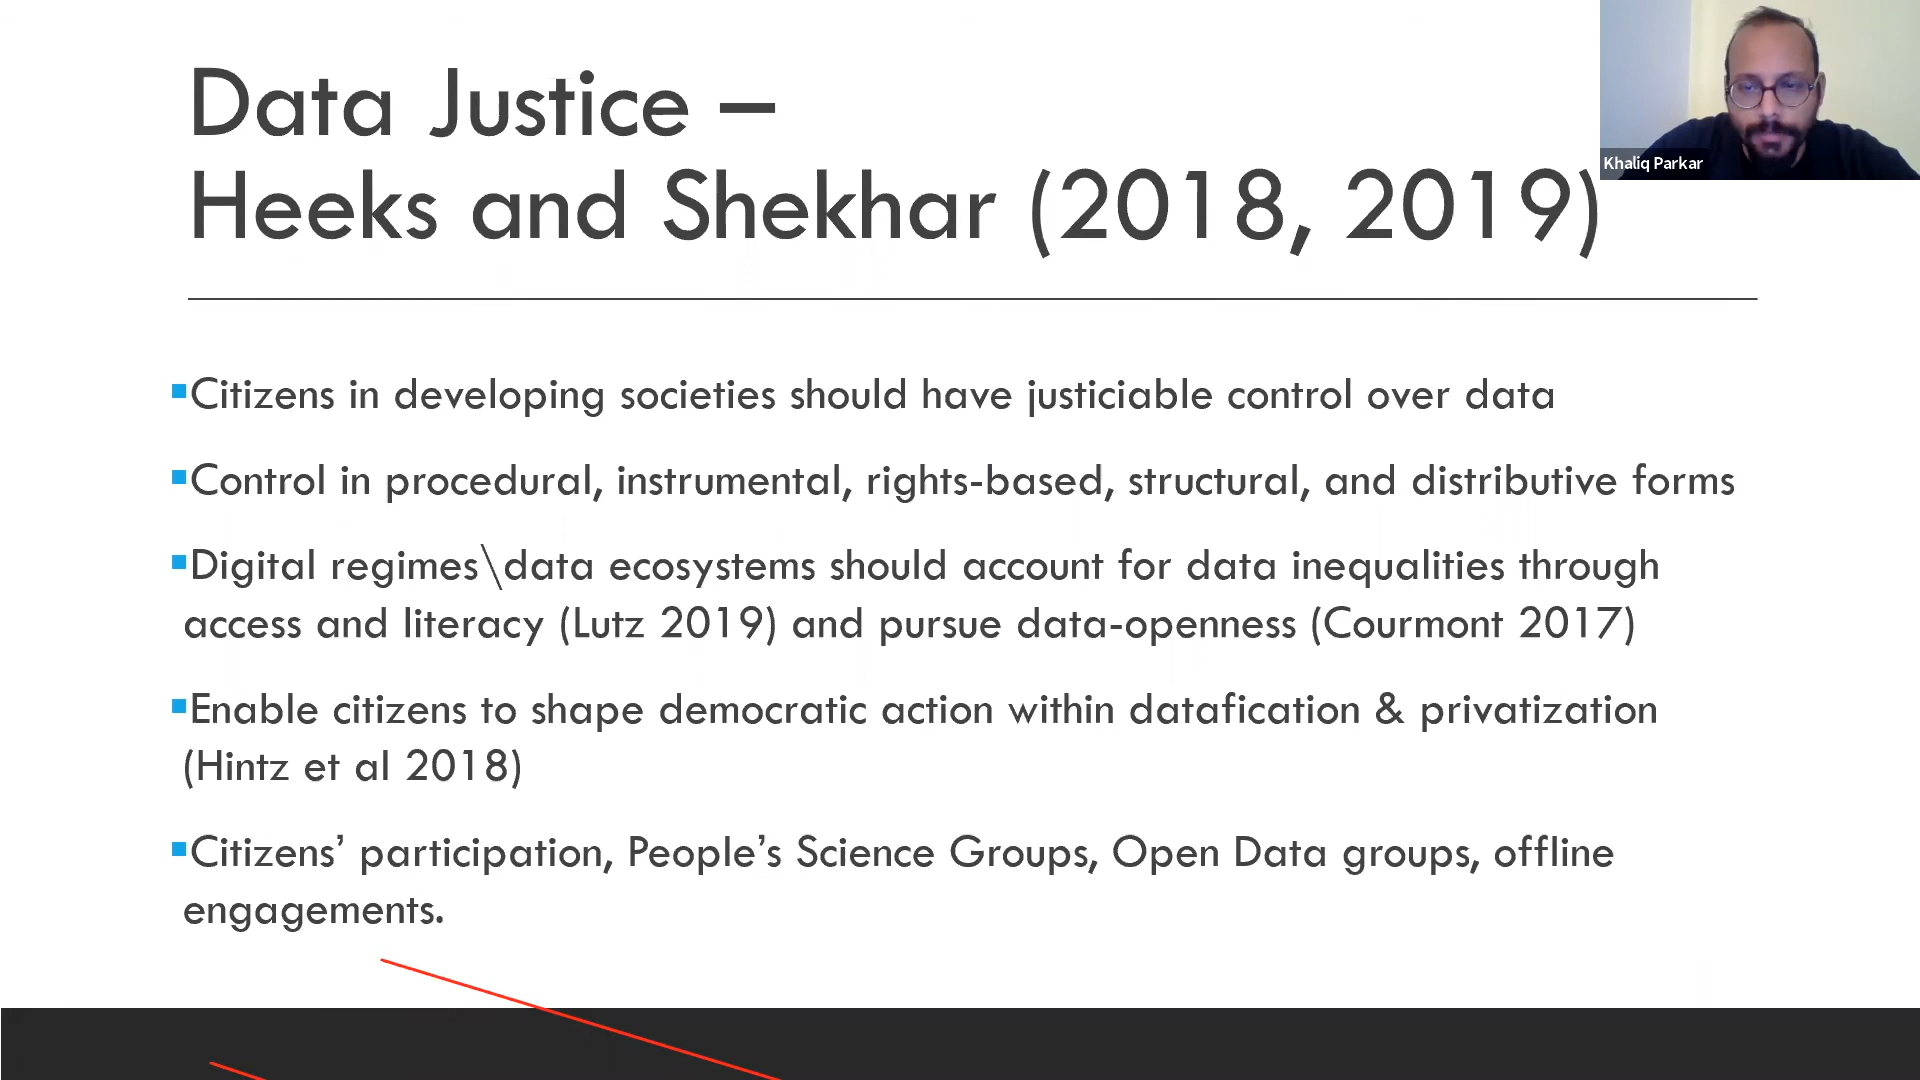 Data Justice –
Heeks and Shekhar (2018, 2019)
Khaliq Parkar
▪Citizens in developing societies should have justiciable control over data
▪Control in procedural, instrumental, rights-based, structural, and distributive forms
▪Digital regimes\data ecosystems should account for data inequalities through
access and literacy (Lutz 2019) and pursue data-openness (Courmont 2017)
▪Enable citizens to shape democratic action within datafication & privatization
(Hintz et al 2018)
▪Citizens’ participation, People’s Science Groups, Open Data groups, offline
engagements.